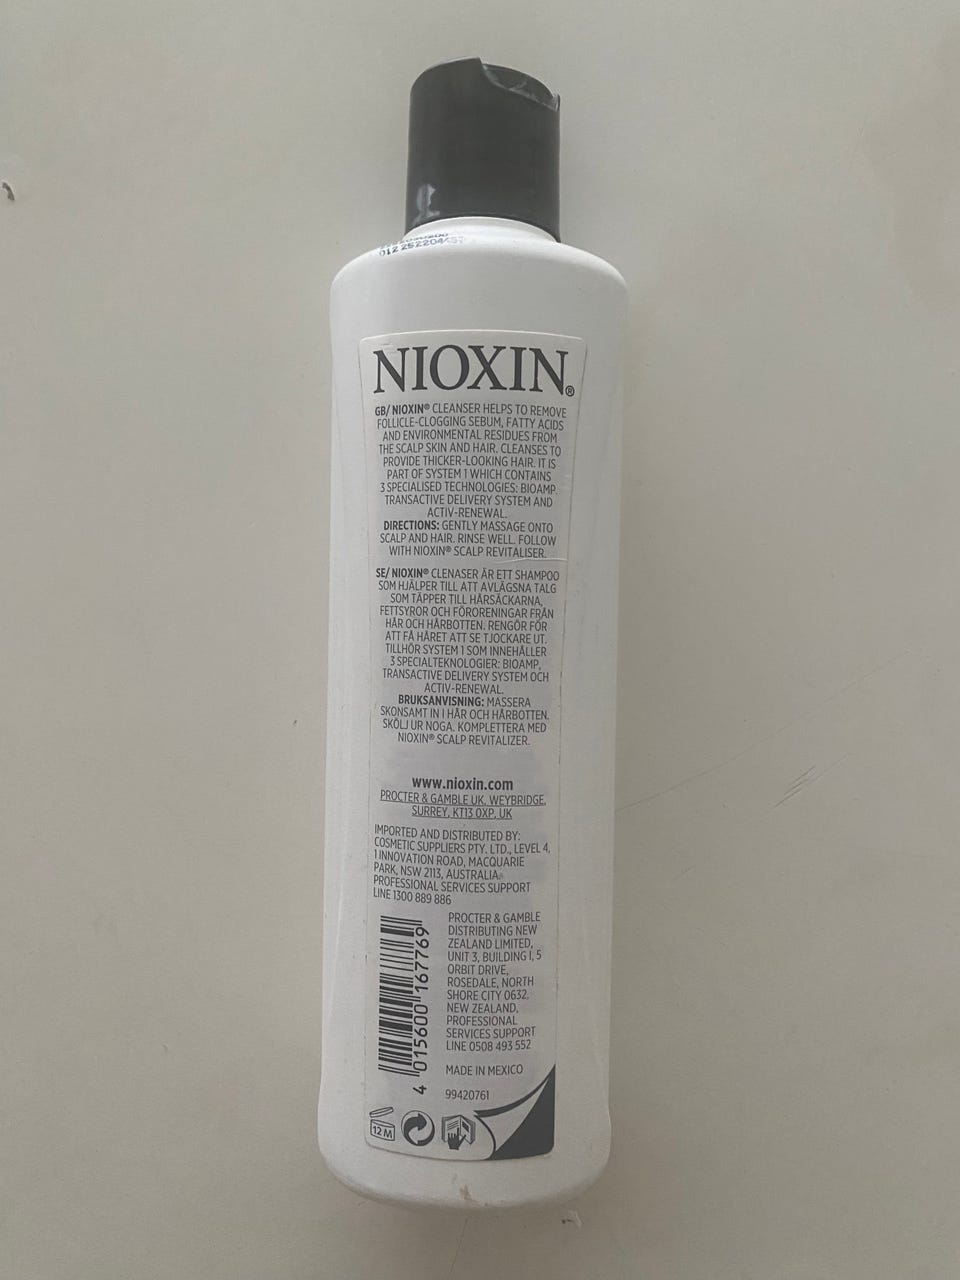 NIOXIN®
GB/ NIOXIN® CLEANSER HELPS TO REMOVE
FOLLICLE-CLOGGING SEBUM, FATTY ACIDS
AND ENVIRONMENTAL RESIDUES FROM
THE SCALP SKIN AND HAIR. CLEANSES TO
PROVIDE THICKER-LOOKING HAIR. IT IS
PART OF SYSTEM 1 WHICH CONTAINS
3 SPECIALISED TECHNOLOGIES: BIOAMP,
TRANSACTIVE DELIVERY SYSTEM AND
ACTIV-RENEWAL.
DIRECTIONS: GENTLY MASSAGE ONTO
SCALP AND HAIR. RINSE WELL. FOLLOW
WITH NIOXIN® SCALP REVITALISER.
SE/ NIOXIN® CLENASER ÄR ETT SHAMPOO
SOM HJÄLPER TILL ATT AVLÄGSNA TALG
SOM TÄPPER TILL HÅRSÄCKARNA,
FETTSYROR OCH FÖRORENINGAR FRÅN
HÅR OCH HÅRBOTTEN. RENGÖR FÖR
ATT FÅ HÅRET ATT SE TJOCKARE UT.
TILLHÖR SYSTEM 1 SOM INNEHÅLLER
3 SPECIALTEKNOLOGIER: BIOAMP,
TRANSACTIVE DELIVERY SYSTEM OCH
ACTIV-RENEWAL.
BRUKSANVISNING: MASSERA
SKONSAMT IN I HÅR OCH HÅRBOTTEN.
SKÖLJ UR NOGA. KOMPLETTERA MED
NIOXIN® SCALP REVITALIZER.
www.nioxin.com
PROCTER & GAMBLE UK, WEYBRIDGE,
SURREY, KT13 0XP, UK
IMPORTED AND DISTRIBUTED BY:
COSMETIC SUPPLIERS PTY. LTD., LEVEL 4,
1 INNOVATION ROAD, MACQUARIE
PARK, NSW 2113, AUSTRALIA.
PROFESSIONAL SERVICES SUPPORT
LINE 1300 889 886
4 015600 167769
PROCTER & GAMBLE
DISTRIBUTING NEW
ZEALAND LIMITED,
UNIT 3, BUILDING I, 5
ORBIT DRIVE,
ROSEDALE, NORTH
SHORE CITY 0632,
NEW ZEALAND,
PROFESSIONAL
SERVICES SUPPORT
LINE 0508 493 552
MADE IN MEXICO
99420761
12 M